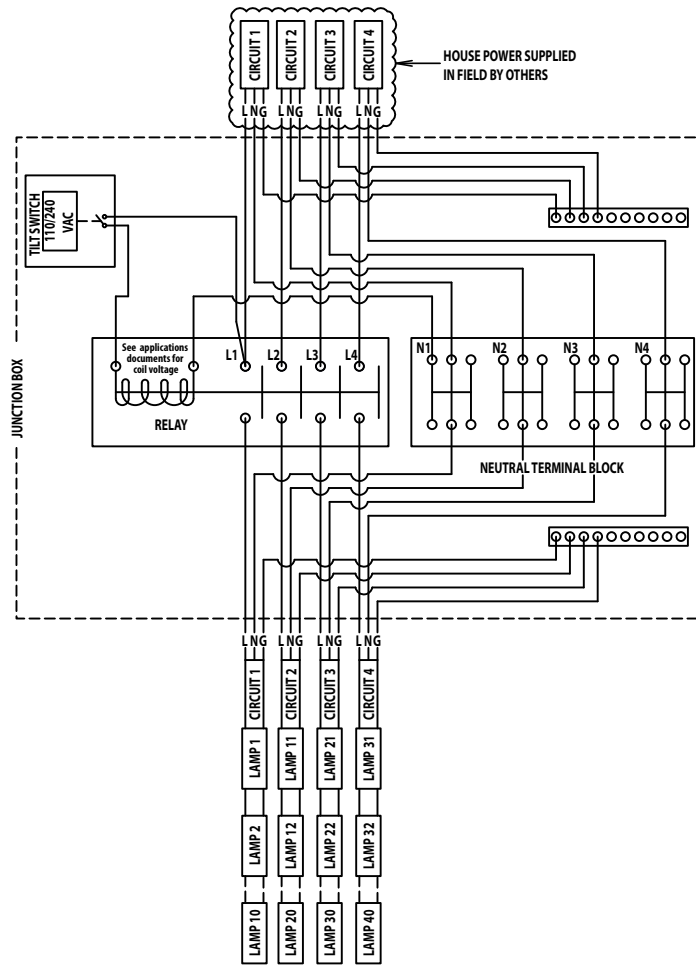 CIRCUIT 1
CIRCUIT 2
CIRCUIT 3
CIRCUIT 4
HOUSE POWER SUPPLIED
IN FIELD BY OTHERS
L N G L N G L N G L N G
TILT SWITCH
110/240
VAC
JUNCTION BOX
See applications
documents for
coil voltage
L1 L2 L3 L4
RELAY
N1 N2 N3 N4
NEUTRAL TERMINAL BLOCK
L N G L N G L N G L N G
CIRCUIT 1
CIRCUIT 2
CIRCUIT 3
CIRCUIT 4
LAMP 1
LAMP 11
LAMP 21
LAMP 31
LAMP 2
LAMP 12
LAMP 22
LAMP 32
LAMP 10
LAMP 20
LAMP 30
LAMP 40